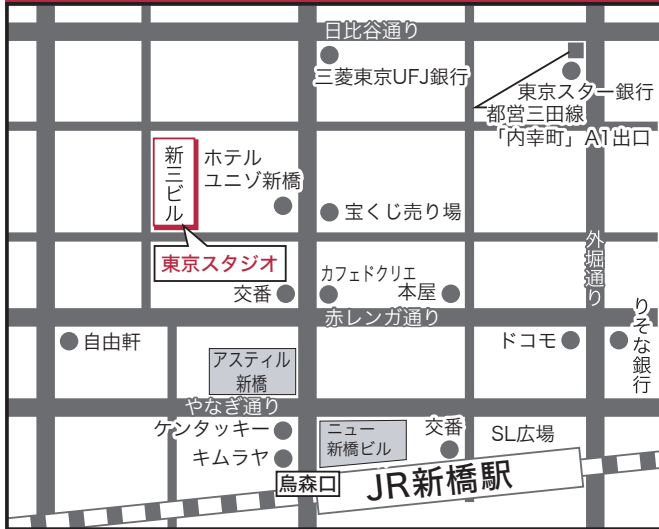 日比谷通り
三菱東京UFJ銀行
東京スター銀行
都営三田線
「内幸町」A1出口
新三ビル
ホテル
ユニゾ新橋
宝くじ売り場
東京スタジオ
外堀通り
カフェドクリエ
交番
本屋
赤レンガ通り
りそな銀行
自由軒
ドコモ
アスティル
新橋
やなぎ通り
ケンタッキー
ニュー
新橋ビル
交番
SL広場
キムラヤ
烏森口
JR新橋駅